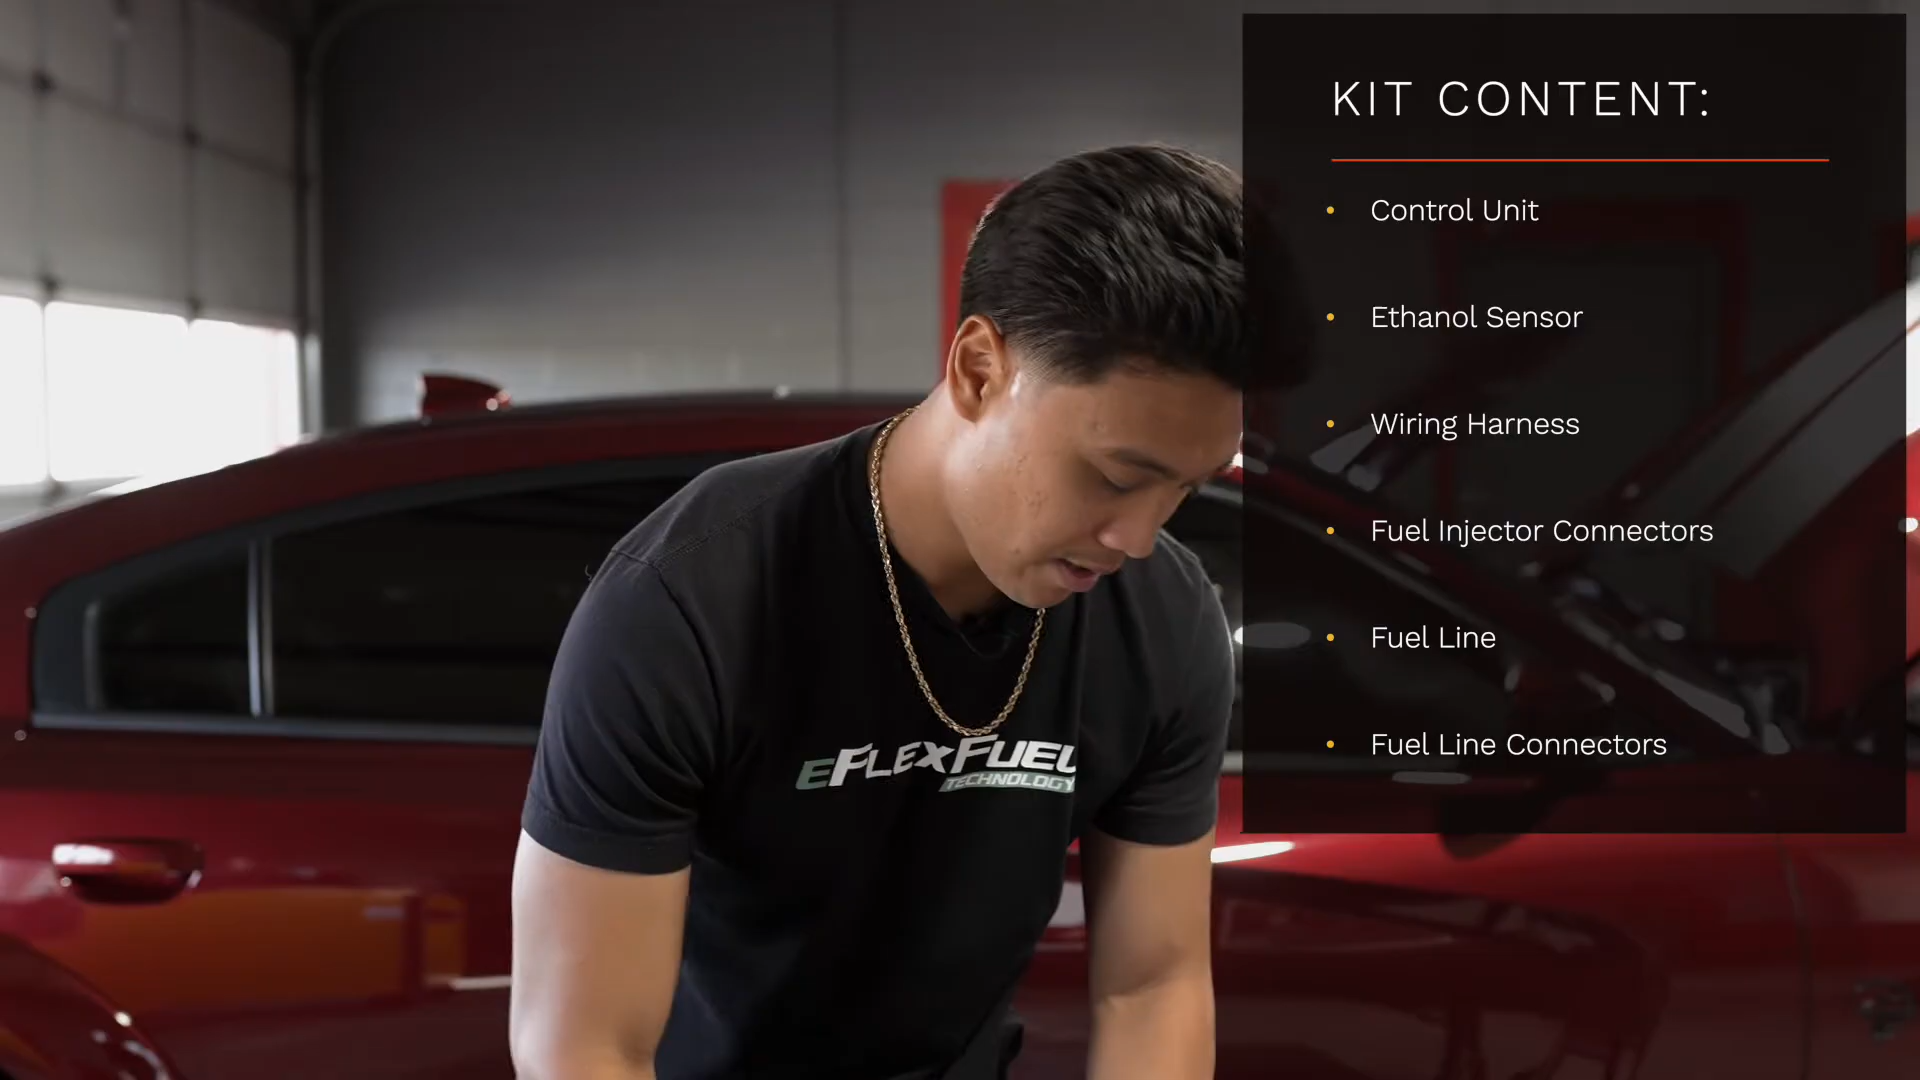 KIT CONTENT:
• Control Unit
• Ethanol Sensor
• Wiring Harness
• Fuel Injector Connectors
• Fuel Line
• Fuel Line Connectors
EFLEXFUEL
TECHNOLOGY